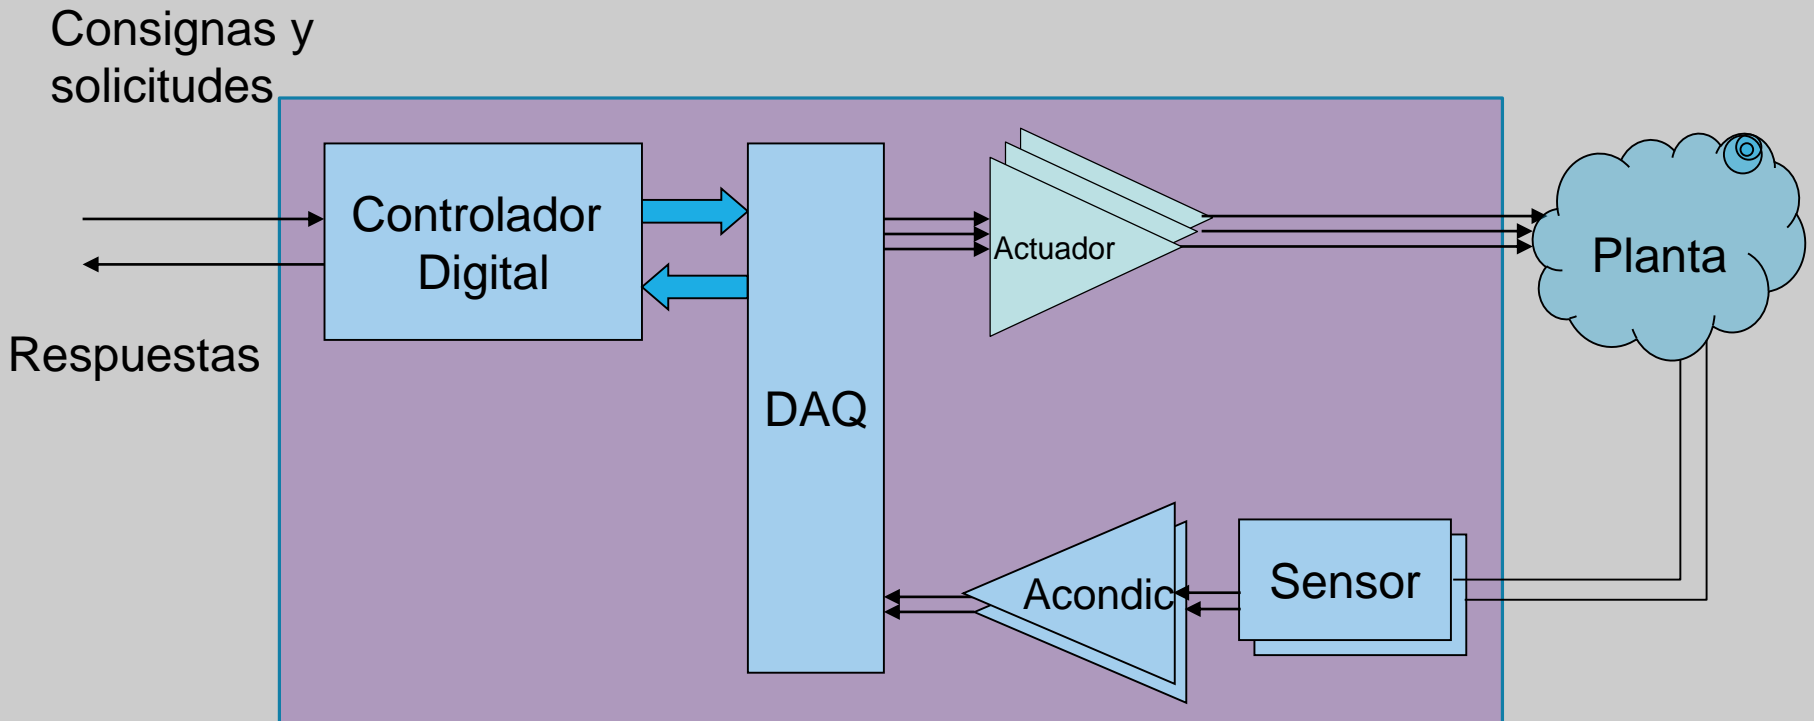 Consignas y
solicitudes
Controlador
Digital
Respuestas
DAQ
Actuador
Planta
Acondic
Sensor